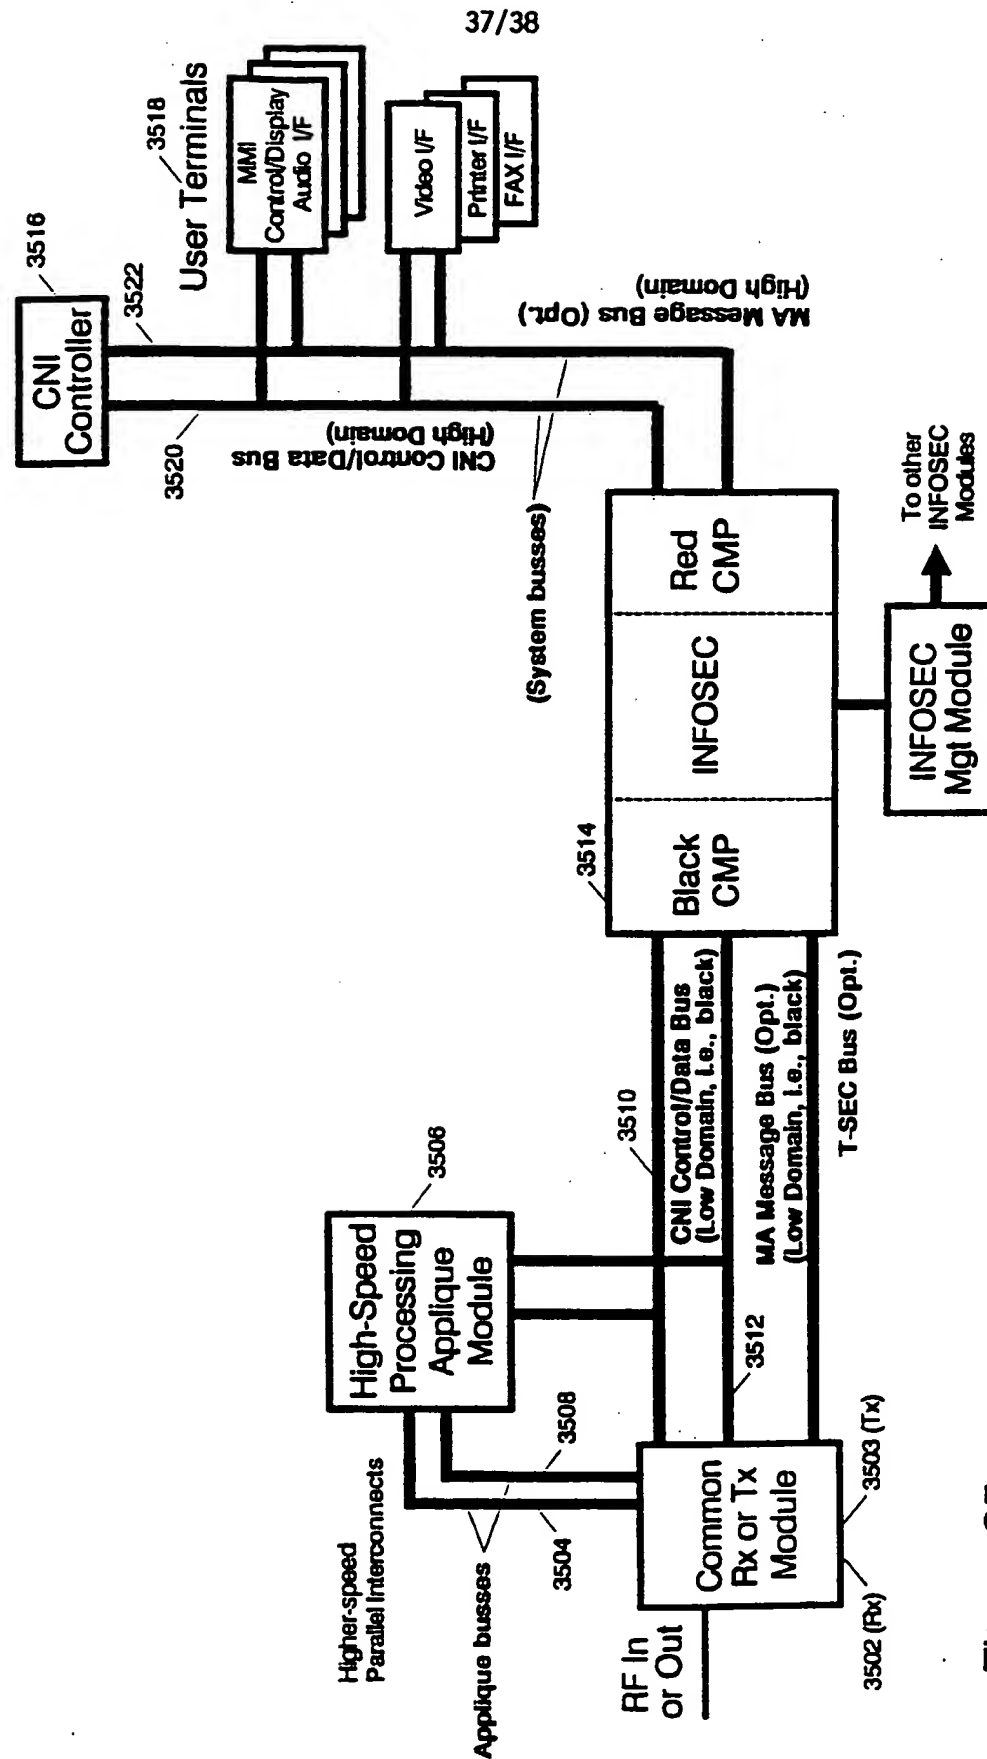 37/38
CNI
Controller
3516
3522
3520
User Terminals
3518
MMI
Control/Display
Audio I/F
Video I/F
Printer I/F
FAX I/F
CNI Control/Data Bus
(High Domain)
MA Message Bus (Opt.)
(High Domain)
(System busses)
3514
Black
CMP
INFOSEC
Red
CMP
INFOSEC
Mgt Module
To other
INFOSEC
Modules
3510
CNI Control/Data Bus
(Low Domain, i.e., black)
MA Message Bus (Opt.)
(Low Domain, i.e., black)
T-SEC Bus (Opt.)
3512
High-Speed
Processing
Applique
Module
3506
Higher-speed
Parallel Interconnects
Applique busses
3504
3508
RF In
or Out
Common
Rx or Tx
Module
3502 (Rx)
3503 (Tx)